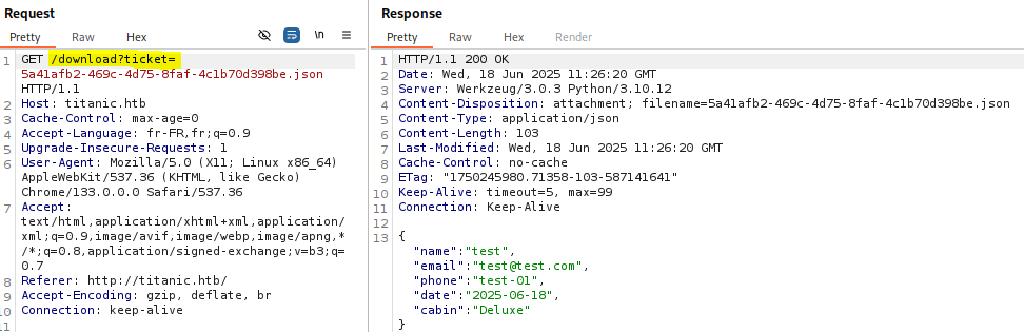 Request
Pretty Raw Hex
\n
1 GET /download?ticket=
5a41afb2-469c-4d75-8faf-4c1b70d398be.json
HTTP/1.1
2 Host: titanic.htb
3 Cache-Control: max-age=0
4 Accept-Language: fr-FR,fr;q=0.9
5 Upgrade-Insecure-Requests: 1
6 User-Agent: Mozilla/5.0 (X11; Linux x86_64)
AppleWebKit/537.36 (KHTML, like Gecko)
Chrome/133.0.0.0 Safari/537.36
7 Accept:
text/html,application/xhtml+xml,application/
xml;q=0.9,image/avif,image/webp,image/apng,*
/*;q=0.8,application/signed-exchange;v=b3;q=
0.7
8 Referer: http://titanic.htb/
9 Accept-Encoding: gzip, deflate, br
10 Connection: keep-alive
11
Response
Pretty Raw Hex Render
1 HTTP/1.1 200 OK
2 Date: Wed, 18 Jun 2025 11:26:20 GMT
3 Server: Werkzeug/3.0.3 Python/3.10.12
4 Content-Disposition: attachment; filename=5a41afb2-469c-4d75-8faf-4c1b70d398be.json
5 Content-Type: application/json
6 Content-Length: 103
7 Last-Modified: Wed, 18 Jun 2025 11:26:20 GMT
8 Cache-Control: no-cache
9 ETag: "1750245980.71358-103-587141641"
10 Keep-Alive: timeout=5, max=99
11 Connection: Keep-Alive
12
13 {
"name":"test",
"email":"test@test.com",
"phone":"test-01",
"date":"2025-06-18",
"cabin":"Deluxe"
}